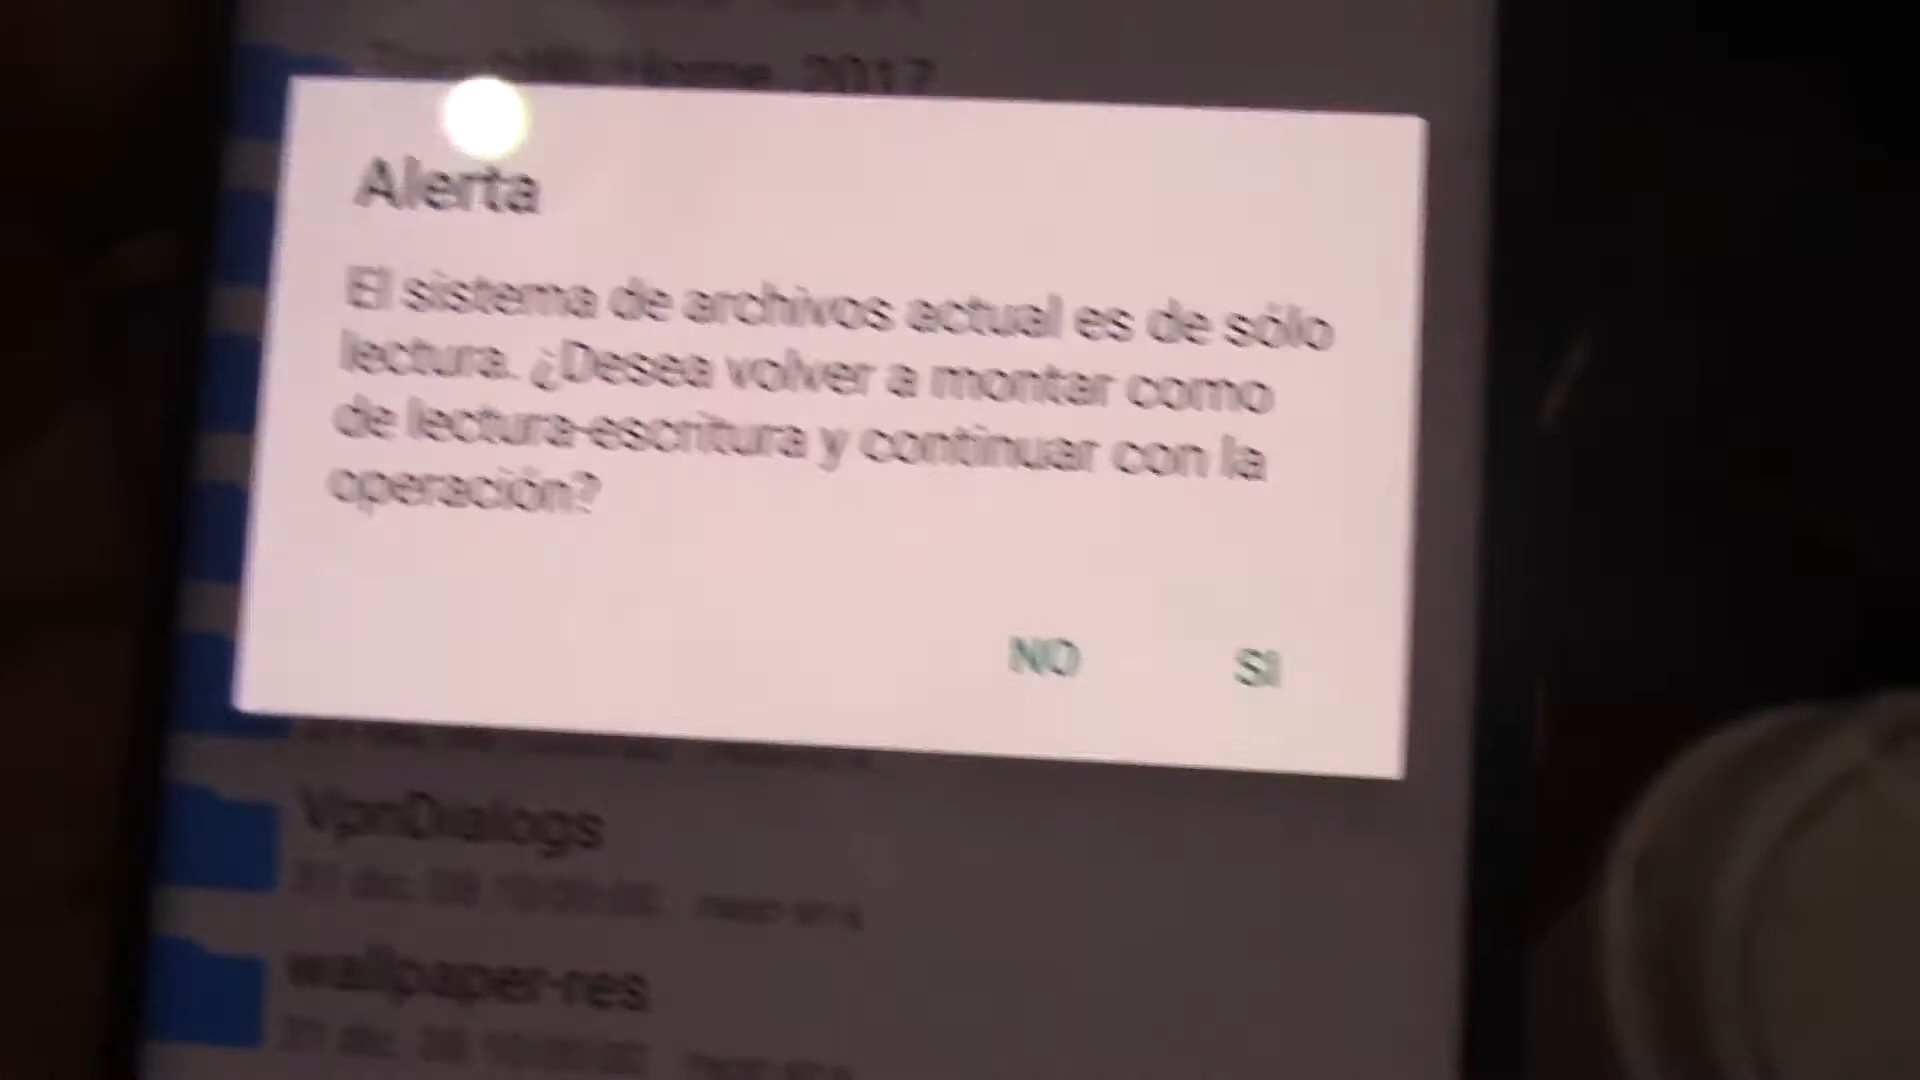 Home_2017
Alerta
El sistema de archivos actual es de sólo
lectura. ¿Desea volver a montar como
de lectura-escritura y continuar con la
operación?
NO SI
VpnDialogs
wallpaper-res